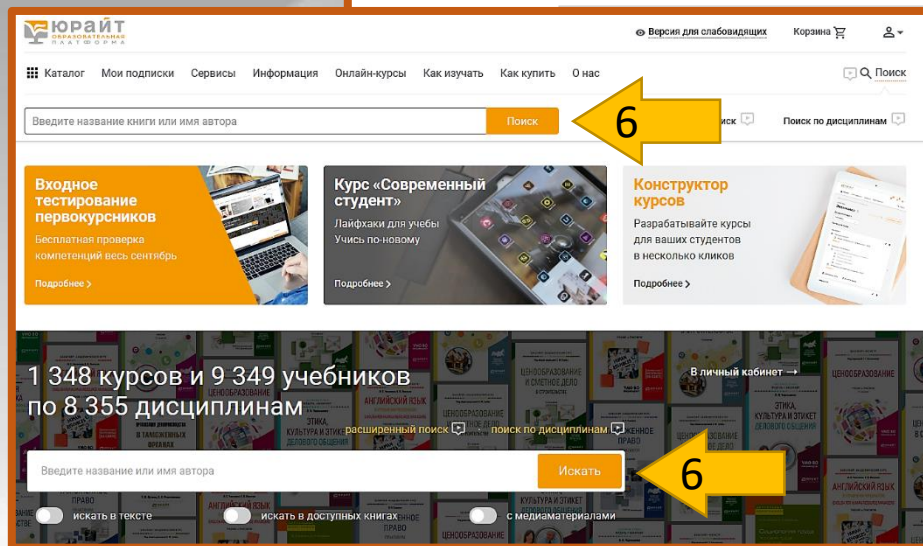 юрайт
ОБРАЗОВАТЕЛЬНАЯ
ПЛАТФОРМА
Версия для слабовидящих Корзина
Каталог Мои подписки Сервисы Информация Онлайн-курсы Как изучать Как купить О нас Поиск
Введите название книги или имя автора Поиск 6 иск Поиск по дисциплинам
Входное
тестирование
первокурсников
Бесплатная проверка
компетенций весь сентябрь
Подробнее >
Курс «Современный
студент»
Лайфхаки для учебы
Учись по-новому
Подробнее >
Конструктор
курсов
Разрабатывайте курсы
для ваших студентов
в несколько кликов
Подробнее >
В личный кабинет →
1 348 курсов и 9 349 учебников
по 8 355 дисциплинам
расширенный поиск поиск по дисциплинам
Введите название или имя автора Искать 6
искать в тексте искать в доступных книгах с медиаматериалами